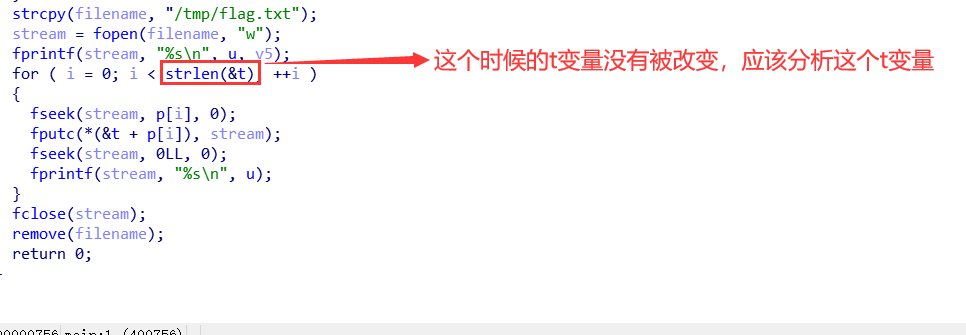 strcpy(filename, "/tmp/flag.txt");
stream = fopen(filename, "w");
fprintf(stream, "%s\n", u, v5);
for ( i = 0; i < strlen(&t) ++i )
这个时候的t变量没有被改变，应该分析这个t变量
{
fseek(stream, p[i], 0);
fputc(*(&t + p[i]), stream);
fseek(stream, 0LL, 0);
fprintf(stream, "%s\n", u);
}
fclose(stream);
remove(filename);
return 0;
00000756 main:1 (400756)